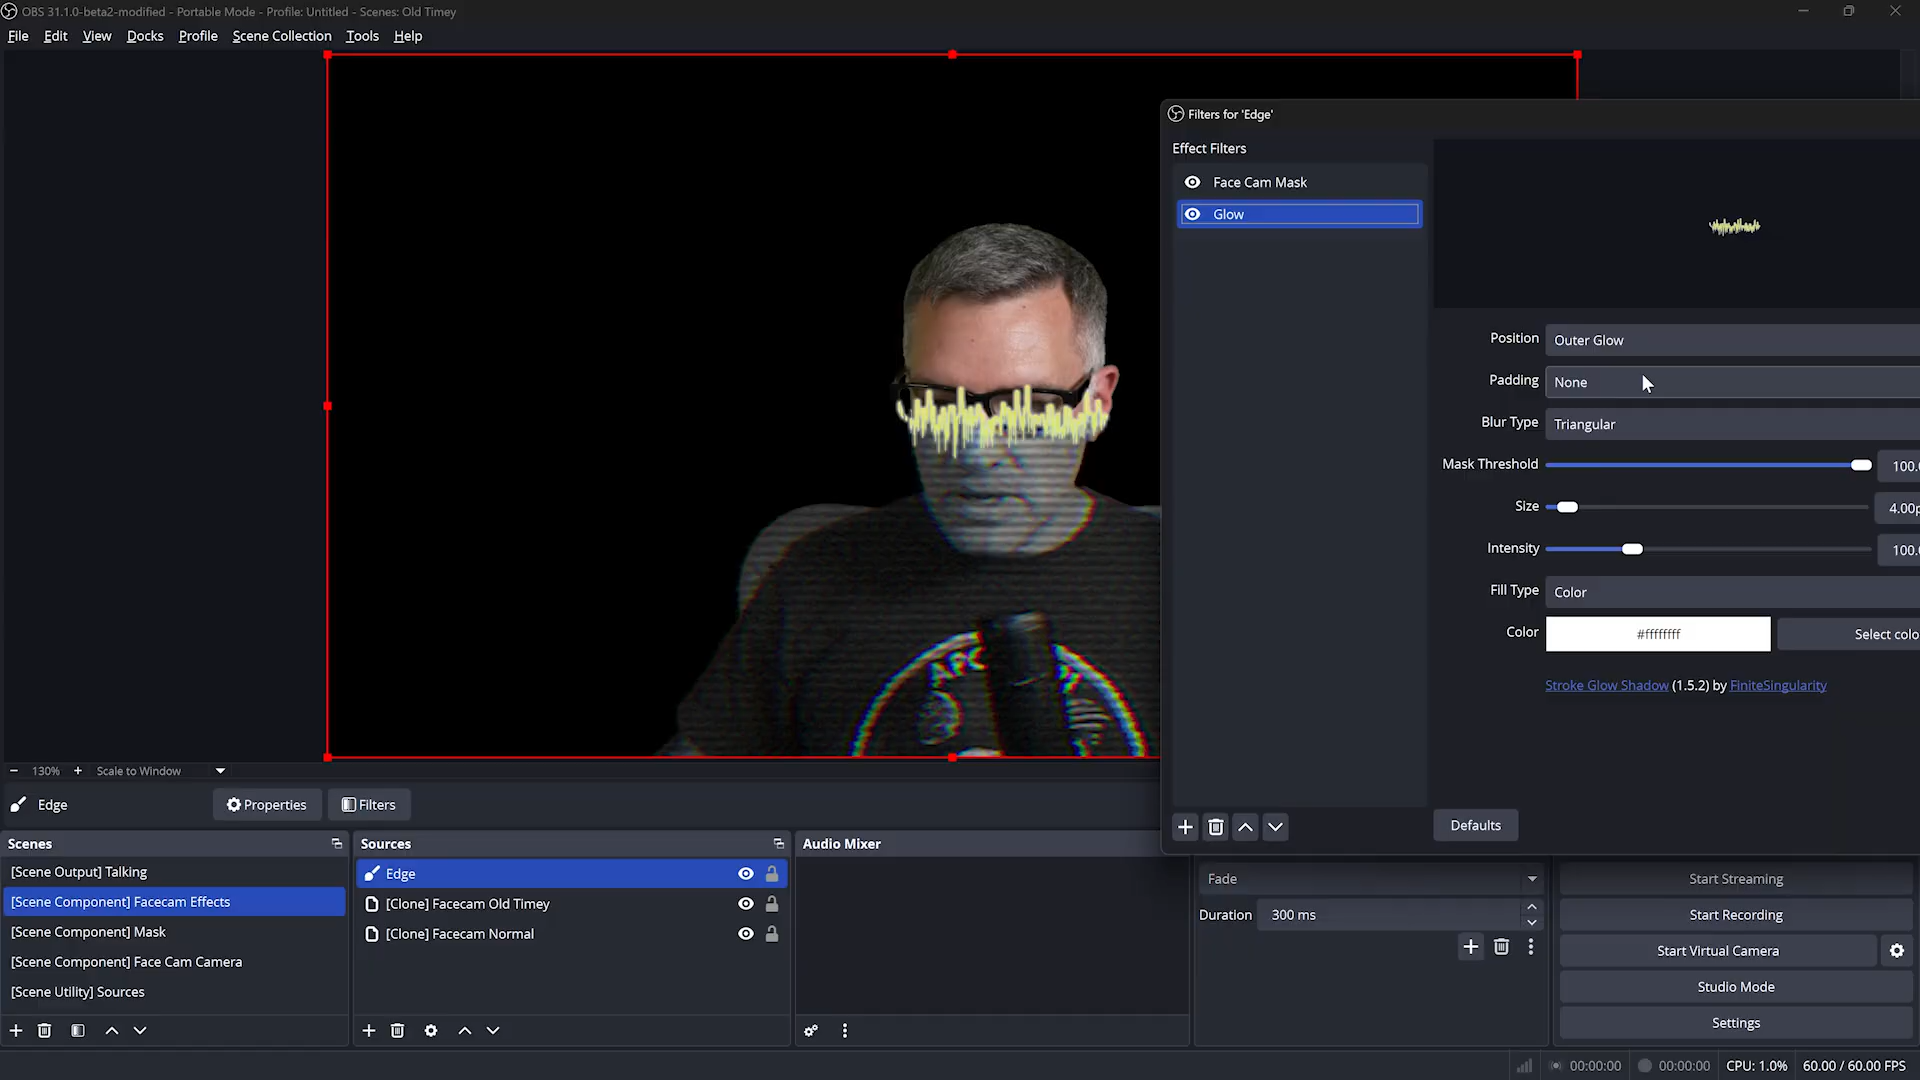 OBS 31.1.0-beta2-modified - Portable Mode - Profile: Untitled - Scenes: Old Timey
File Edit View Docks Profile Scene Collection Tools Help
Filters for 'Edge'
Effect Filters
Face Cam Mask
Glow
Position Outer Glow
Padding None
Blur Type Triangular
Mask Threshold 100.
Size 4.00p
Intensity 100.
Fill Type Color
Color #ffffffff Select colo
Stroke Glow Shadow (1.5.2) by FiniteSingularity
Defaults
130% Scale to Window
Edge Properties Filters
Scenes
[Scene Output] Talking
[Scene Component] Facecam Effects
[Scene Component] Mask
[Scene Component] Face Cam Camera
[Scene Utility] Sources
Sources
Edge
[Clone] Facecam Old Timey
[Clone] Facecam Normal
Audio Mixer
Fade
Duration 300 ms
Start Streaming
Start Recording
Start Virtual Camera
Studio Mode
Settings
00:00:00 00:00:00 CPU: 1.0% 60.00 / 60.00 FPS